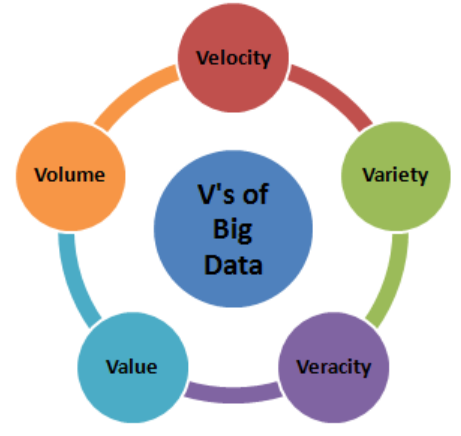 Velocity
Volume
Variety
V's of
Big
Data
Value
Veracity